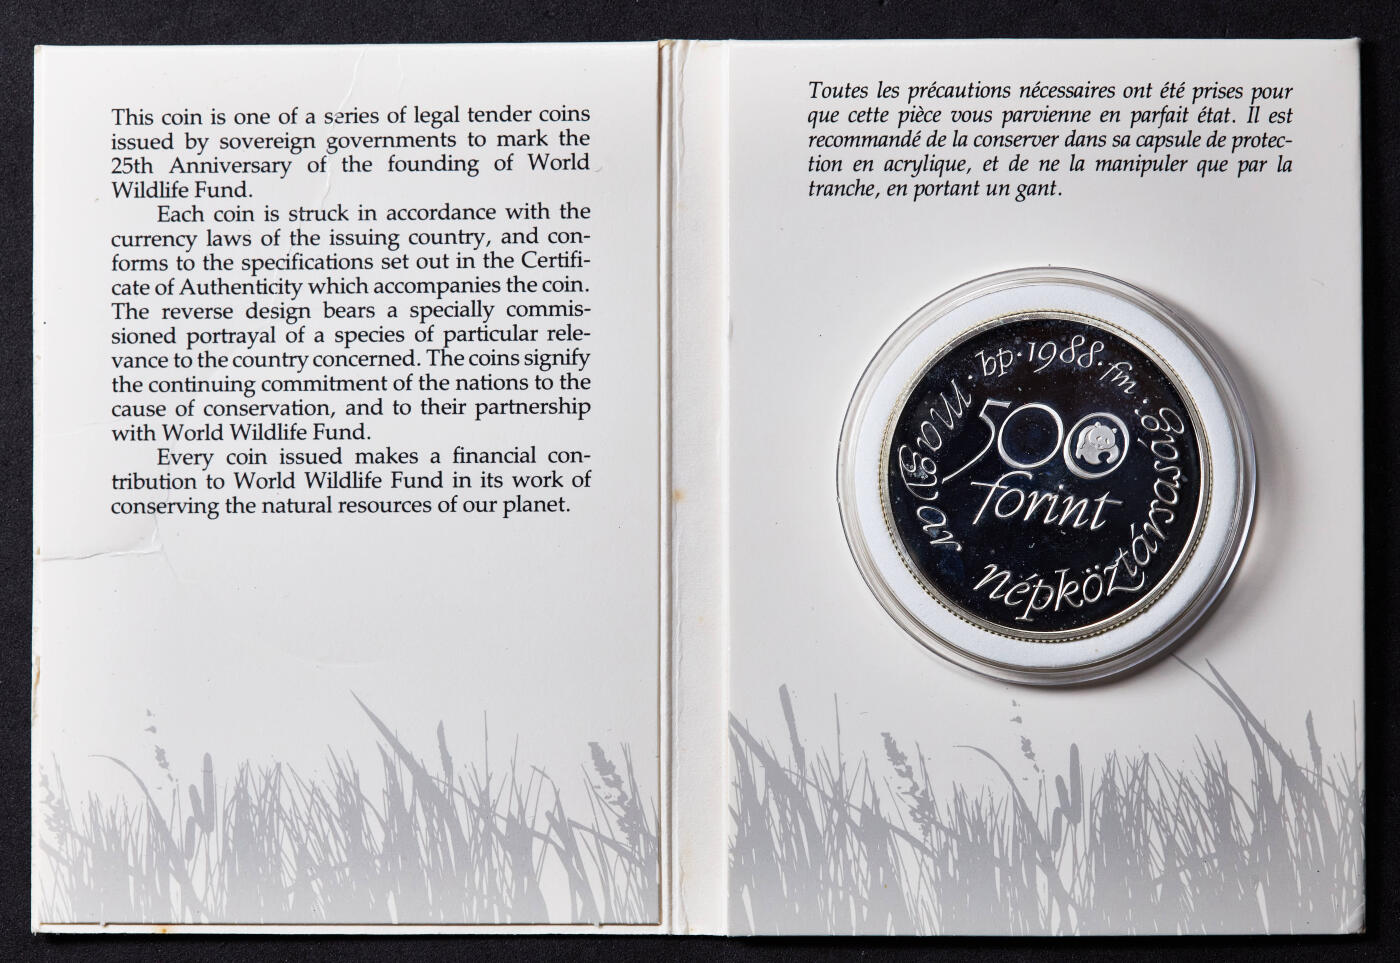 This coin is one of a series of legal tender coins
issued by sovereign governments to mark the
25th Anniversary of the founding of World
Wildlife Fund.
Each coin is struck in accordance with the
currency laws of the issuing country, and con-
forms to the specifications set out in the Certifi-
cate of Authenticity which accompanies the coin.
The reverse design bears a specially commis-
sioned portrayal of a species of particular rele-
vance to the country concerned. The coins signify
the continuing commitment of the nations to the
cause of conservation, and to their partnership
with World Wildlife Fund.
Every coin issued makes a financial con-
tribution to World Wildlife Fund in its work of
conserving the natural resources of our planet.
Toutes les précautions nécessaires ont été prises pour
que cette pièce vous parvienne en parfait état. Il est
recommandé de la conserver dans sa capsule de protec-
tion en acrylique, et de ne la manipuler que par la
tranche, en portant un gant.
magyar népköztársaság · bp · 1988 · fm ·
500
forint